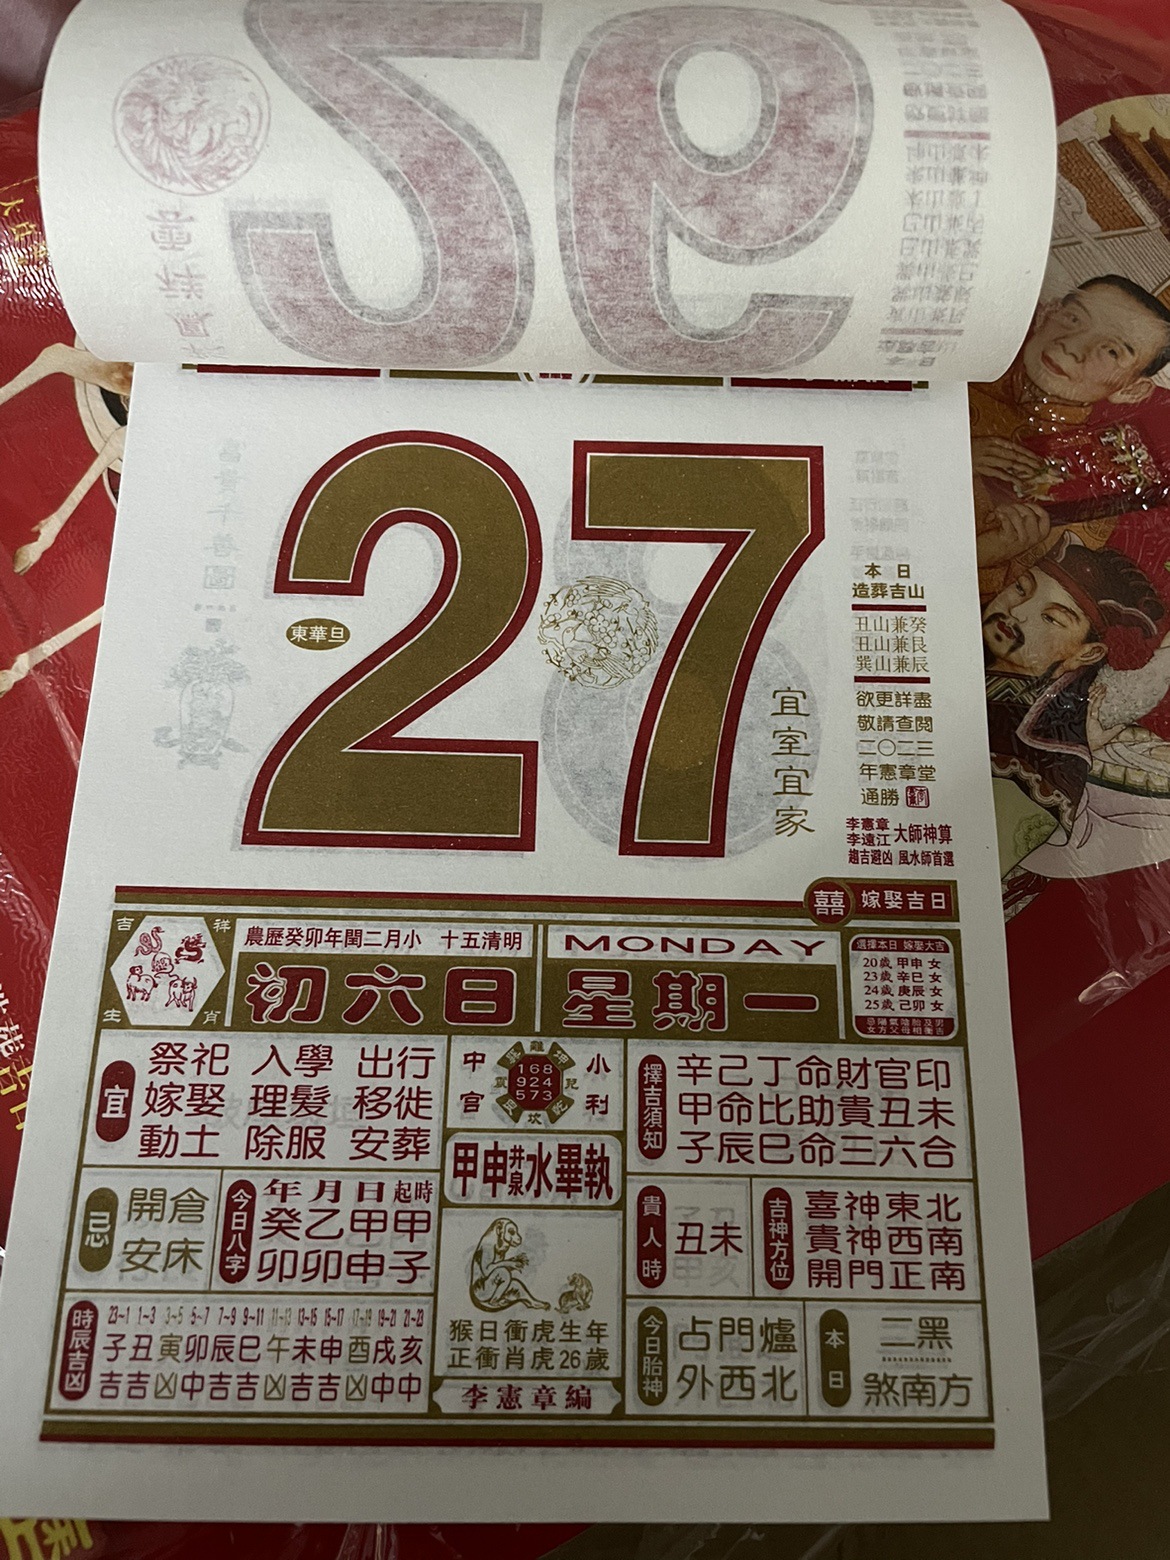 27
東華旦
宜室宜家
本日
造葬吉山
丑山兼癸
丑山兼艮
巽山兼辰
欲更詳盡
敬請查閱
二〇二三
年憲章堂
通勝
李憲章
李遠江
大師神算
趨吉避凶 風水師首選
囍 嫁娶吉日
吉祥
生肖
農歷癸卯年閏二月小 十五清明
初六日
MONDAY
星期一
選擇本日 嫁娶大吉
20歲 甲申 女
23歲 辛巳 女
24歲 庚辰 女
25歲 己卯 女
宜
祭祀 入學 出行
嫁娶 理髮 移徙
動土 除服 安葬
中宮
小利
168
924
573
擇吉須知
辛己丁命財官印
甲命比助貴丑未
子辰巳命三六合
甲申井泉水畢執
忌
開倉
安床
今日八字
年月日起時
癸乙甲甲
卯卯申子
貴人時
丑未
吉神方位
喜神東北
貴神西南
開門正南
時辰吉凶
23-1 1-3 3-5 5-7 7-9 9-11 11-13 13-15 15-17 17-19 19-21 21-23
子丑寅卯辰巳午未申酉戌亥
吉吉凶中吉吉凶吉吉凶中中
猴日衝虎生年
正衝肖虎26歲
李憲章編
今日胎神
占門爐
外西北
本日
二黑
煞南方